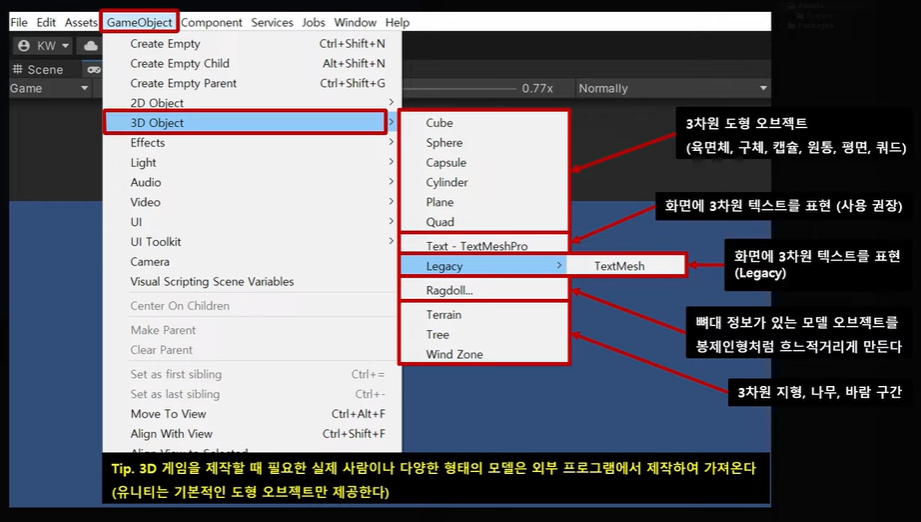 File Edit Assets GameObject Component Services Jobs Window Help
KW
Scene
Game 0.77x Normally
Create Empty Ctrl+Shift+N
Create Empty Child Alt+Shift+N
Create Empty Parent Ctrl+Shift+G
2D Object
3D Object
Effects
Light
Audio
Video
UI
UI Toolkit
Camera
Visual Scripting Scene Variables
Center On Children
Make Parent
Clear Parent
Set as first sibling Ctrl+=
Set as last sibling Ctrl+-
Move To View Ctrl+Alt+F
Align With View Ctrl+Shift+F
Align View to Selected
Cube
Sphere
Capsule
Cylinder
Plane
Quad
Text - TextMeshPro
Legacy TextMesh
Ragdoll...
Terrain
Tree
Wind Zone
3차원 도형 오브젝트
(육면체, 구체, 캡슐, 원통, 평면, 쿼드)
화면에 3차원 텍스트를 표현 (사용 권장)
화면에 3차원 텍스트를 표현
(Legacy)
뼈대 정보가 있는 모델 오브젝트를
봉제인형처럼 흐느적거리게 만든다
3차원 지형, 나무, 바람 구간
Tip. 3D 게임을 제작할 때 필요한 실제 사람이나 다양한 형태의 모델은 외부 프로그램에서 제작하여 가져온다
(유니티는 기본적인 도형 오브젝트만 제공한다)